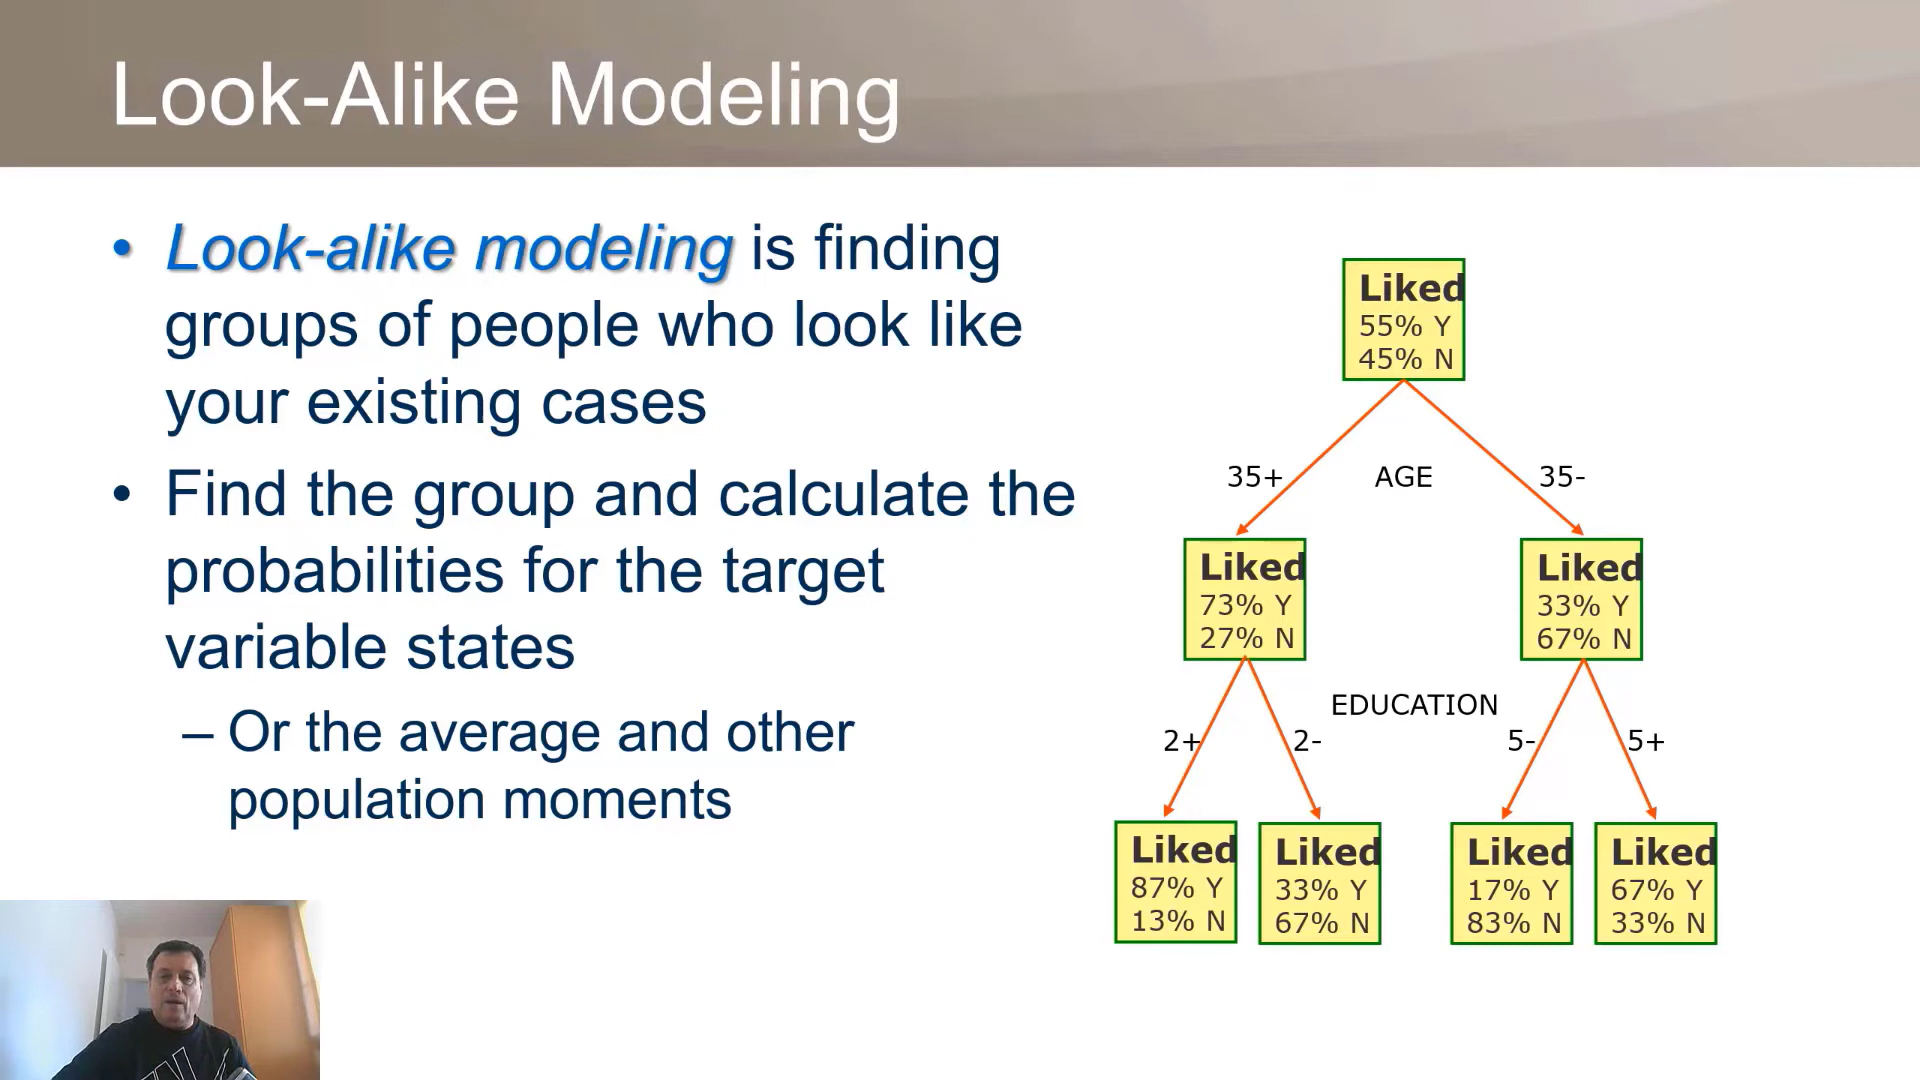 Look-Alike Modeling
• Look-alike modeling is finding
groups of people who look like
your existing cases
• Find the group and calculate the
probabilities for the target
variable states
– Or the average and other
population moments
Liked
55% Y
45% N
35+ AGE 35-
Liked
73% Y
27% N
Liked
33% Y
67% N
EDUCATION
2+ 2- 5- 5+
Liked
87% Y
13% N
Liked
33% Y
67% N
Liked
17% Y
83% N
Liked
67% Y
33% N